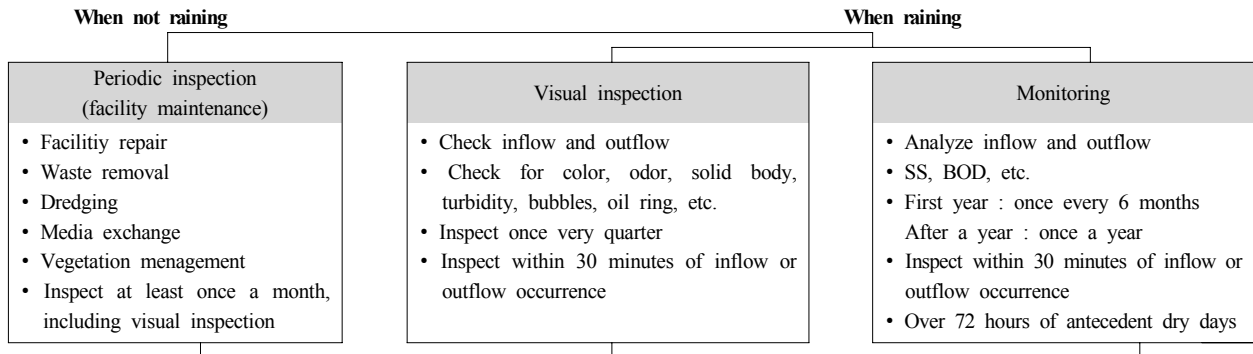 When not raining
When raining
Periodic inspection
(facility maintenance)
• Facilitiy repair
• Waste removal
• Dredging
• Media exchange
• Vegetation menagement
• Inspect at least once a month,
including visual inspection
Visual inspection
• Check inflow and outflow
• Check for color, odor, solid body,
turbidity, bubbles, oil ring, etc.
• Inspect once very quarter
• Inspect within 30 minutes of inflow or
outflow occurrence
Monitoring
• Analyze inflow and outflow
• SS, BOD, etc.
• First year : once every 6 months
After a year : once a year
• Inspect within 30 minutes of inflow or
outflow occurrence
• Over 72 hours of antecedent dry days